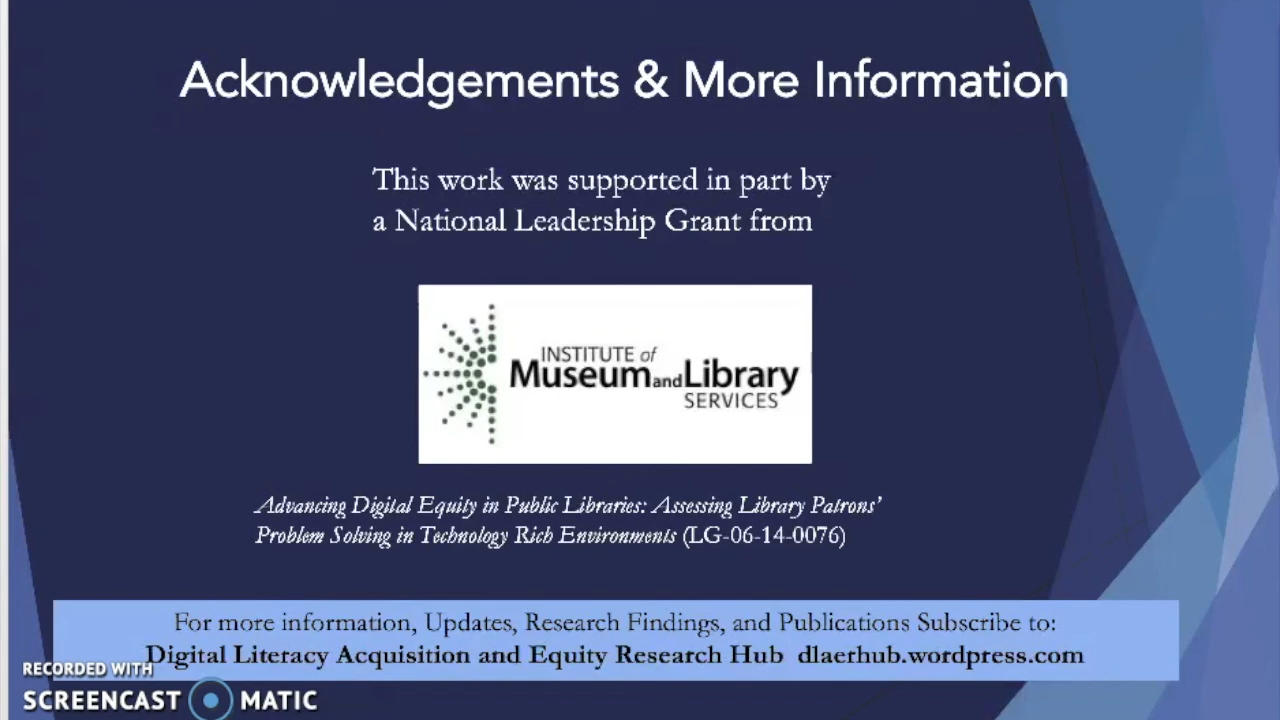 Acknowledgements & More Information
This work was supported in part by
a National Leadership Grant from
INSTITUTE of
Museum and Library
SERVICES
Advancing Digital Equity in Public Libraries: Assessing Library Patrons'
Problem Solving in Technology Rich Environments (LG-06-14-0076)
For more information, Updates, Research Findings, and Publications Subscribe to:
Digital Literacy Acquisition and Equity Research Hub dlaerhub.wordpress.com
RECORDED WITH
SCREENCAST MATIC